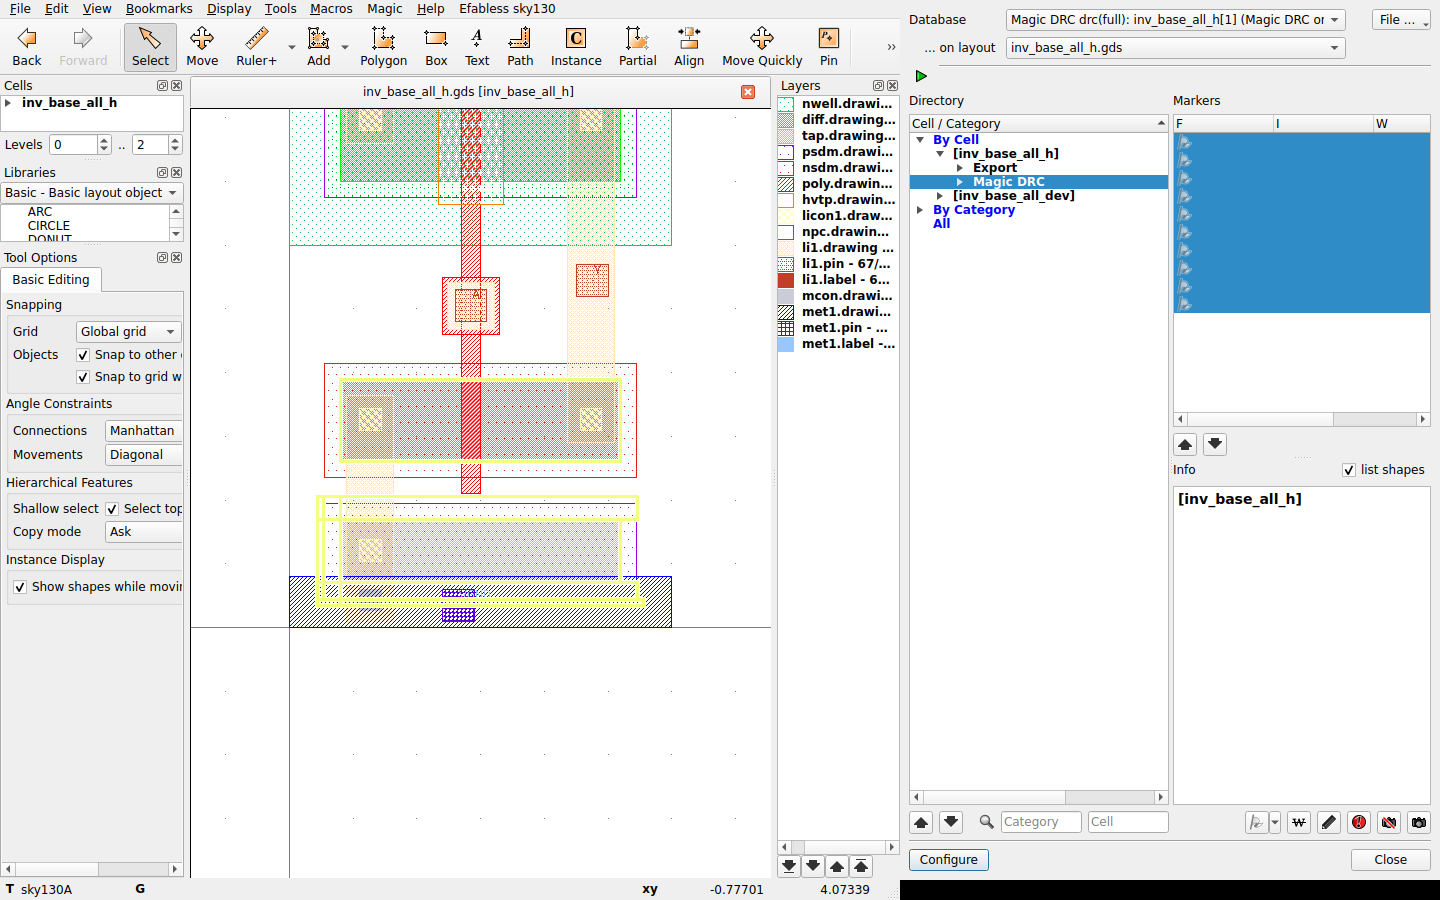 File Edit View Bookmarks Display Tools Macros Magic Help Efabless sky130
Back Forward Select Move Ruler+ Add Polygon Box Text Path Instance Partial Align Move Quickly Pin
Cells
inv_base_all_h
Levels 0 .. 2
Libraries
Basic - Basic layout object
ARC
CIRCLE
DONUT
Tool Options
Basic Editing
Snapping
Grid Global grid
Objects Snap to other
Snap to grid w
Angle Constraints
Connections Manhattan
Movements Diagonal
Hierarchical Features
Shallow select Select top
Copy mode Ask
Instance Display
Show shapes while movin
T sky130A G xy -0.77701 4.07339
inv_base_all_h.gds [inv_base_all_h]
Y
A
Layers
nwell.drawi...
diff.drawing...
tap.drawing...
psdm.drawi...
nsdm.drawi...
poly.drawin...
hvtp.drawin...
licon1.draw...
npc.drawin...
li1.drawing ...
li1.pin - 67/...
li1.label - 6...
mcon.drawi...
met1.drawi...
met1.pin - ...
met1.label -...
Database Magic DRC drc(full): inv_base_all_h[1] (Magic DRC or File ...
... on layout inv_base_all_h.gds
Directory
Cell / Category
By Cell
[inv_base_all_h]
Export
Magic DRC
[inv_base_all_dev]
By Category
All
Category Cell
Markers
F I W
Info list shapes
[inv_base_all_h]
W
Configure Close